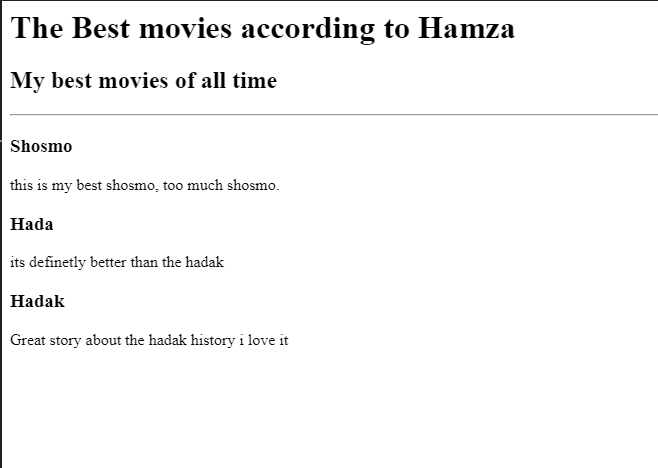 The Best movies according to Hamza
My best movies of all time
Shosmo
this is my best shosmo, too much shosmo.
Hada
its definetly better than the hadak
Hadak
Great story about the hadak history i love it